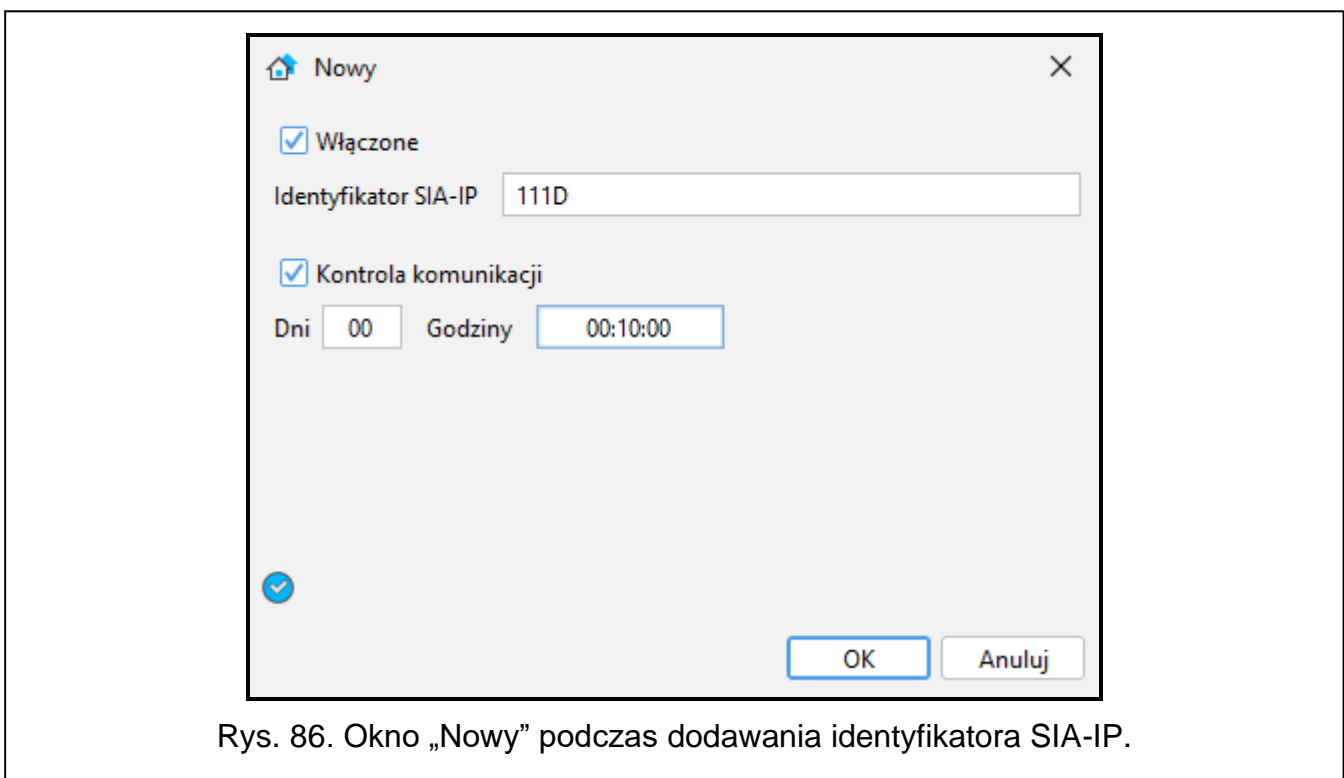 Nowy
Włączone
Identyfikator SIA-IP 111D
Kontrola komunikacji
Dni 00 Godziny 00:10:00
OK Anuluj
Rys. 86. Okno „Nowy” podczas dodawania identyfikatora SIA-IP.